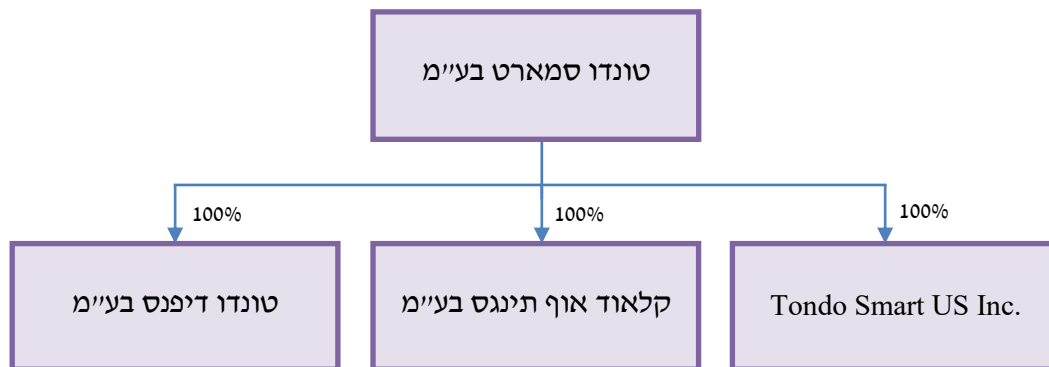 טונדו סמארט בע״מ
100%
100%
100%
טונדו דיפנס בע״מ
קלאוד אוף תינגס בע״מ
Tondo Smart US Inc.